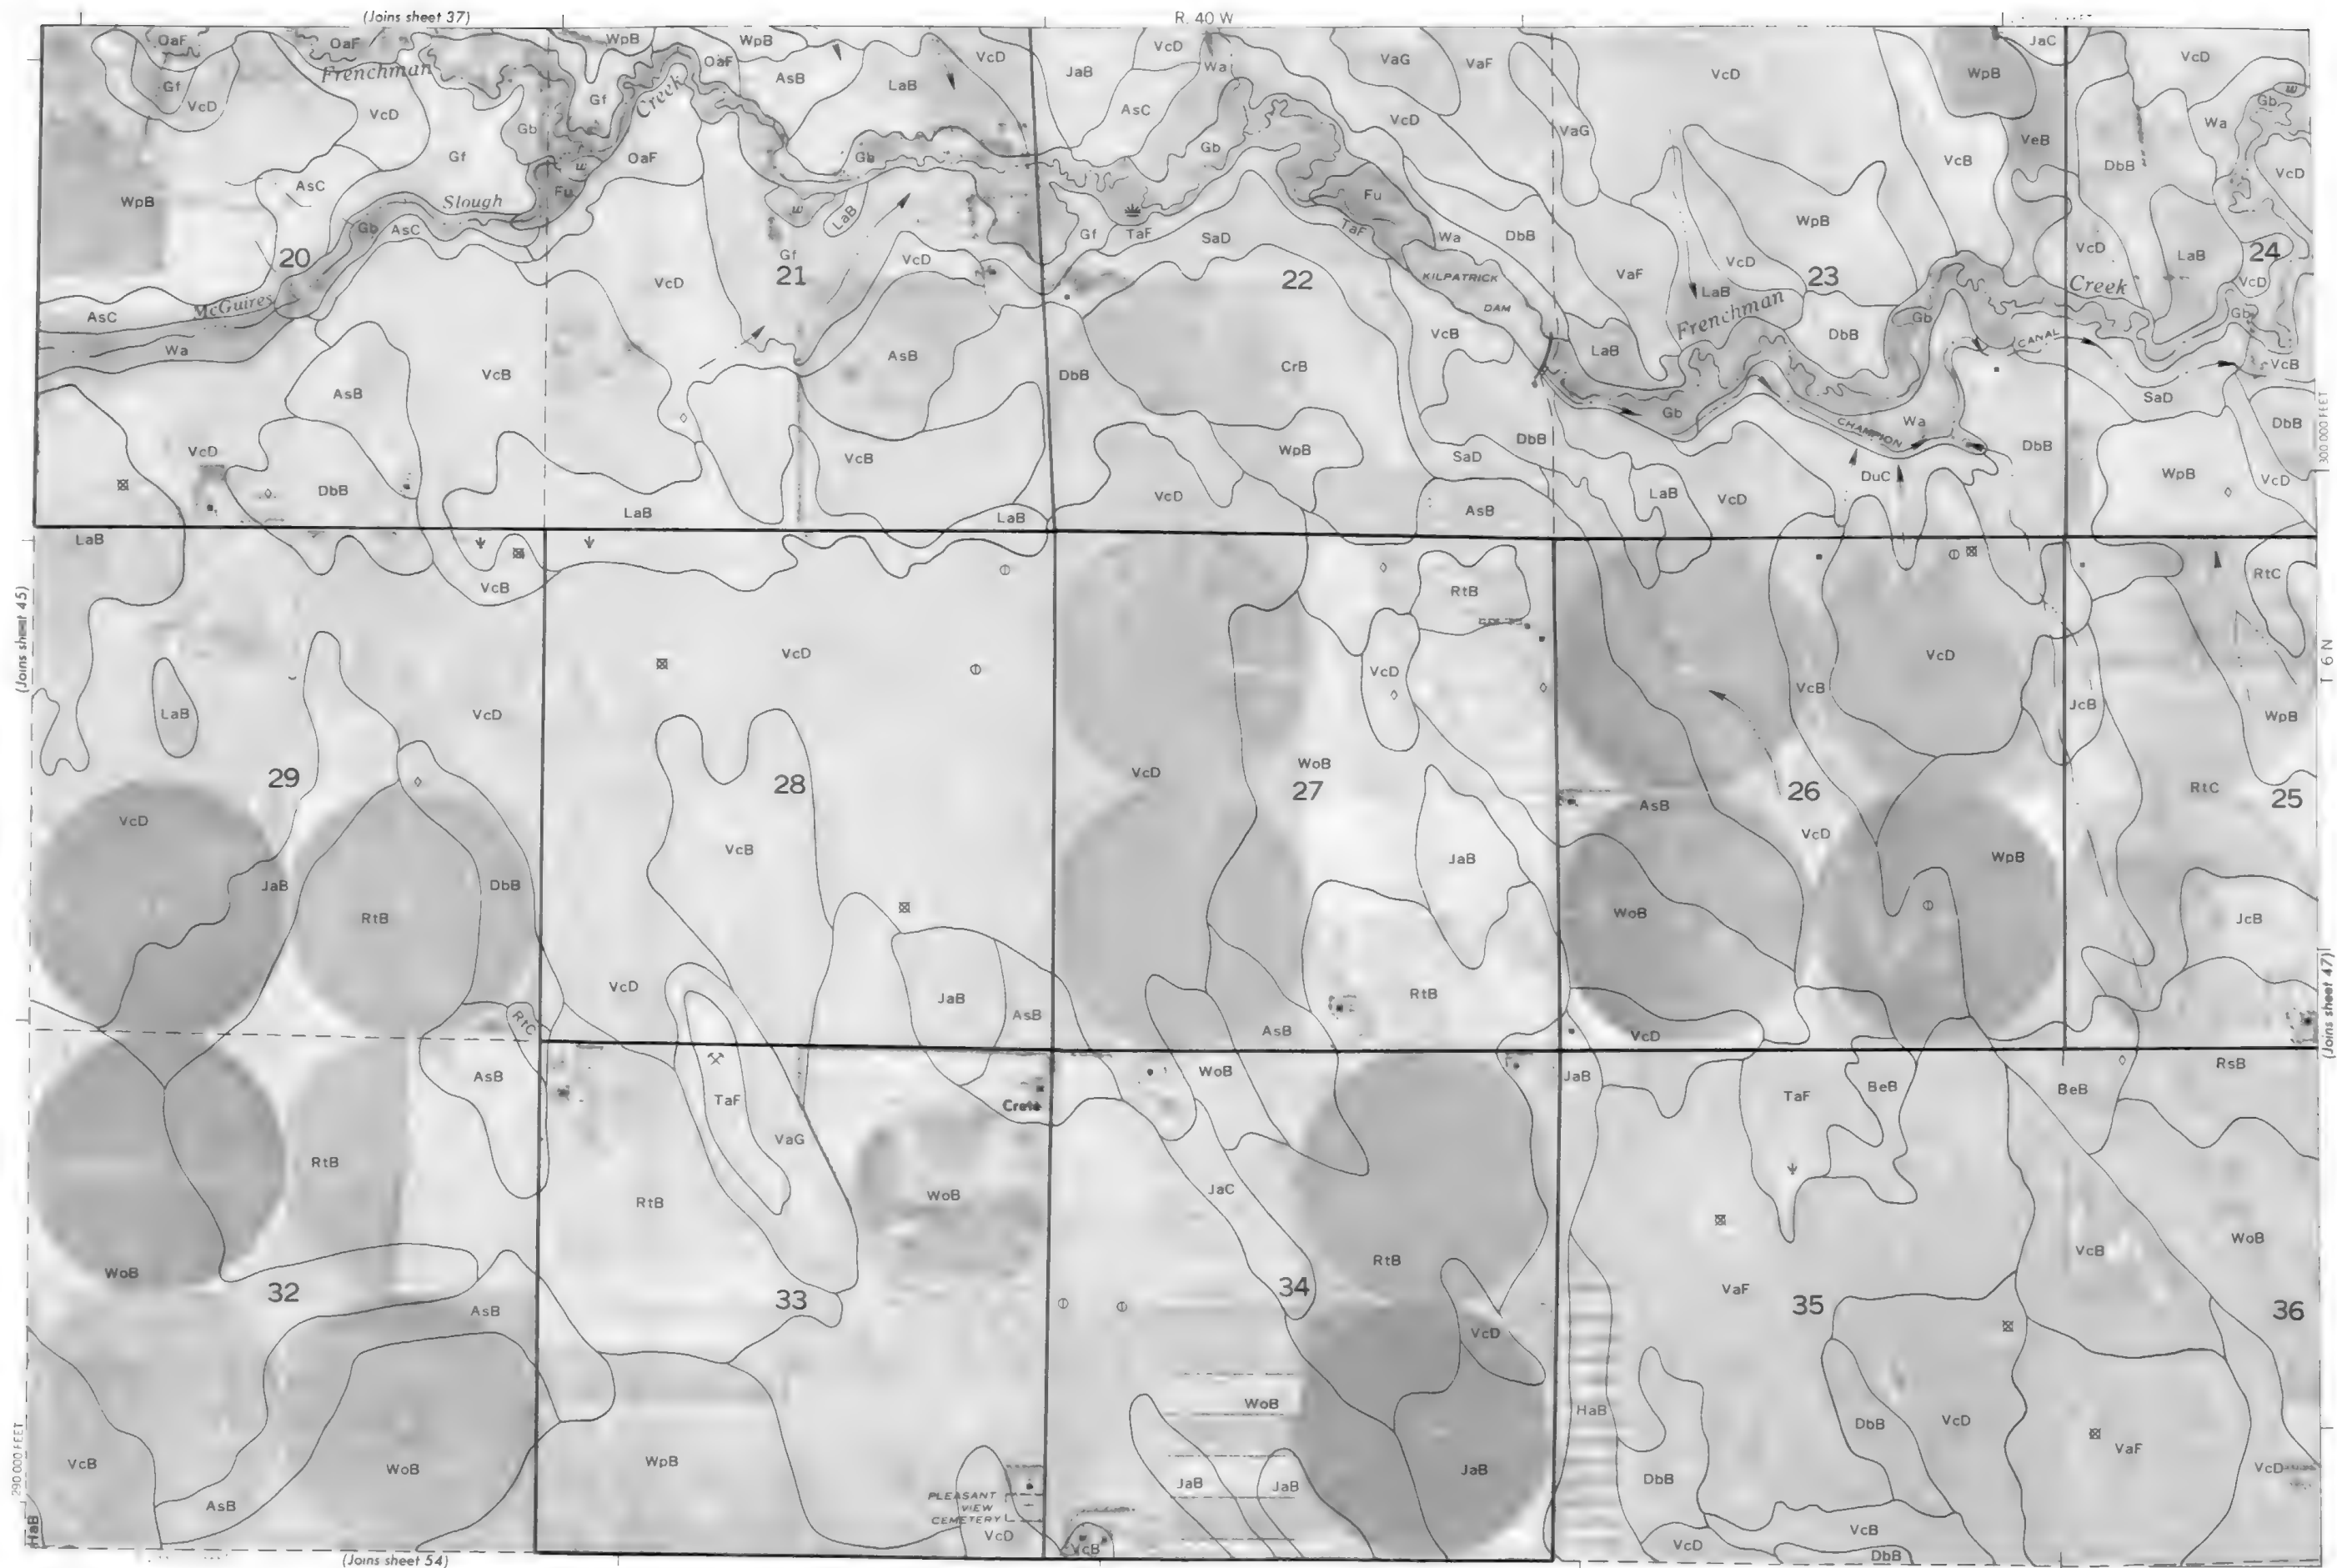 (Joins sheet 37)
R. 40 W
OaF
OaF
WpB
WpB
OaF
VcD
VcD
JaC
VcD
Frenchman
Creek
Gf
VcD
VcD
Gf
AsB
LaB
JaB
Wa
VaG
VaF
VcD
WpB
Gb
AsC
VcD
VaG
VeB
Wa
Gb
Gf
OaF
Gb
Gb
VcB
DbB
VcD
WpB
AsC
Slough
Fu
LaB
Fu
Gb
AsC
Gf
TaF
SaD
TaF
Wa
DbB
WpB
VcD
LaB
24
20
21
Gf
VcD
22
KILPATRICK
DAM
VaF
VcD
23
VcD
McGuires
VcD
LaB
Frenchman
Creek
AsC
Wa
VcB
AsB
CrB
VcB
LaB
DbB
Gb
CANAL
Gb
VcB
DbB
AsB
SaD
Gb
CHAMPION
Wa
VcD
DbB
VcB
WpB
SaD
DbB
DbB
DbB
300 000 FEET
LaB
VcD
AsB
LaB
VcD
DuC
WpB
VcD
LaB
LaB
VcB
RtB
RtC
(Joins sheet 45)
T 6 N
LaB
VcD
VcD
VcD
VcD
VcB
VcD
JcB
WpB
29
28
VcD
WoB
27
26
RtC
25
VcD
AsB
VcD
VcB
JaB
WpB
JaB
RtB
DbB
WoB
JcB
VcD
JaB
AsB
RtB
RtC
AsB
VcD
(Joins sheet 47)
AsB
TaF
Crete
WoB
JaB
TaF
BeB
BeB
RsB
RtB
VaG
RtB
WoB
JaC
RtB
VaF
VcB
WoB
WoB
32
33
34
35
36
AsB
VcD
WoB
HaB
DbB
VcD
VaF
VcB
WoB
WpB
JaB
JaB
JaB
DbB
VcD
290 000 FEET
AsB
PLEASANT
VIEW
CEMETERY
VcD
VcB
VcD
VcB
DbB
HaB
(Joins sheet 54)